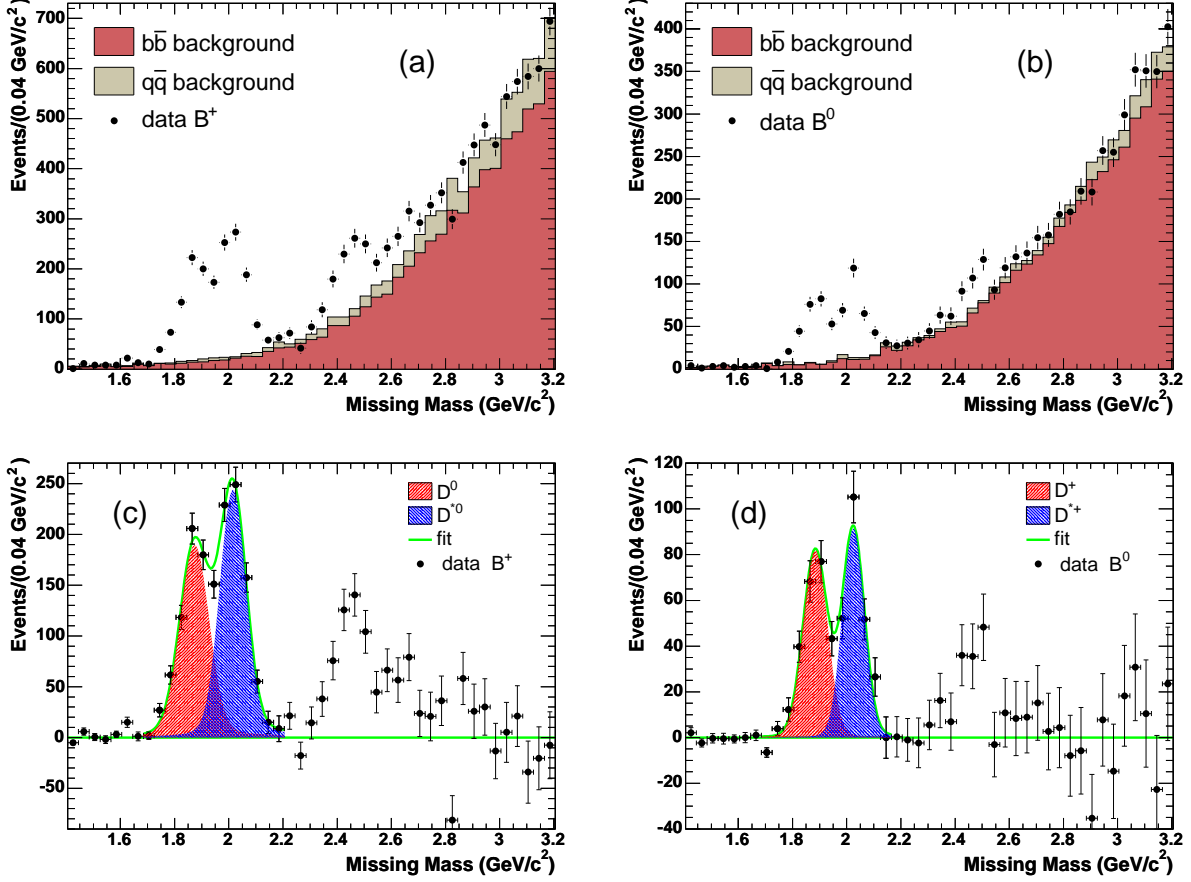 Events/(0.04 GeV/c²)
700
600
500
400
300
200
100
0
bb̄ background
qq̄ background
data B⁺
(a)
1.6 1.8 2 2.2 2.4 2.6 2.8 3 3.2
Missing Mass (GeV/c²)
Events/(0.04 GeV/c²)
400
350
300
250
200
150
100
50
0
bb̄ background
qq̄ background
data B⁰
(b)
1.6 1.8 2 2.2 2.4 2.6 2.8 3 3.2
Missing Mass (GeV/c²)
Events/(0.04 GeV/c²)
250
200
150
100
50
0
-50
(c)
D⁰
D*⁰
fit
data B⁺
1.6 1.8 2 2.2 2.4 2.6 2.8 3 3.2
Missing Mass (GeV/c²)
Events/(0.04 GeV/c²)
120
100
80
60
40
20
0
-20
-40
(d)
D⁺
D*⁺
fit
data B⁰
1.6 1.8 2 2.2 2.4 2.6 2.8 3 3.2
Missing Mass (GeV/c²)